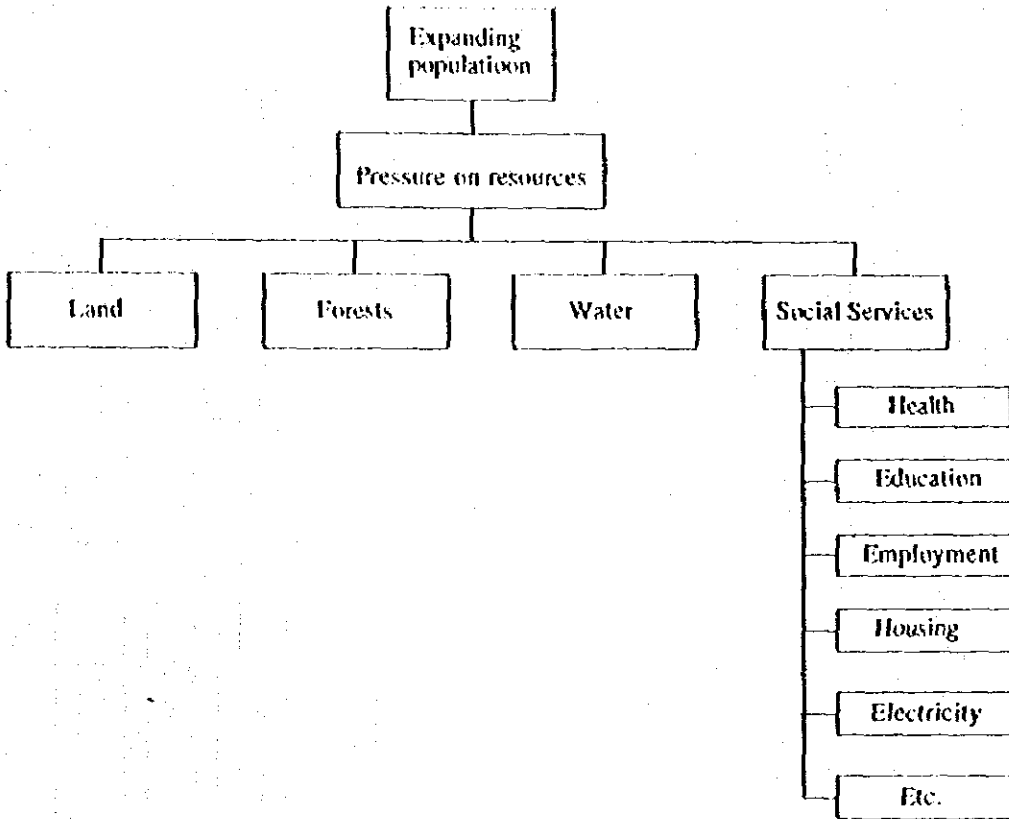 Expanding
populatioon
Pressure on resources
Land
Forests
Water
Social Services
Health
Education
Employment
Housing
Electricity
Etc.